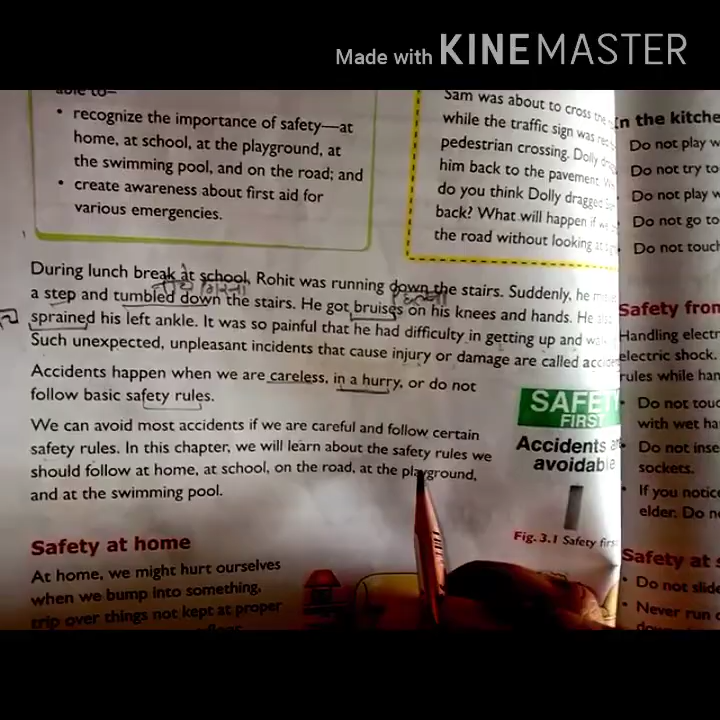 Made with KINEMASTER
able to—
• recognize the importance of safety—at
home, at school, at the playground, at
the swimming pool, and on the road; and
• create awareness about first aid for
various emergencies.
Sam was about to cross the
while the traffic sign was
pedestrian crossing. Dolly
him back to the pavement.
do you think Dolly dragged
back? What will happen if
the road without looking
During lunch break at school, Rohit was running down the stairs. Suddenly, he
नीचे गिरना
a step and tumbled down the stairs. He got bruises on his knees and hands. He
sprained his left ankle. It was so painful that he had difficulty in getting up and
Such unexpected, unpleasant incidents that cause injury or damage are called
Accidents happen when we are careless, in a hurry, or do not
follow basic safety rules.
We can avoid most accidents if we are careful and follow certain
safety rules. In this chapter, we will learn about the safety rules we
should follow at home, at school, on the road, at the playground,
and at the swimming pool.
SAFETY
FIRST
Accidents
Fig. 3.1 Safety
Safety at home
At home, we might hurt ourselves
when we bump into something,
trip over things not kept at proper
In the
Do not play
Do not try to
Do not play
Do not go to
Do not touch
Safety
Handling
electric shock.
rules while
• Do not
with wet
• Do not
sockets.
• If you
elder. Do
Safety at
• Do not
• Never run